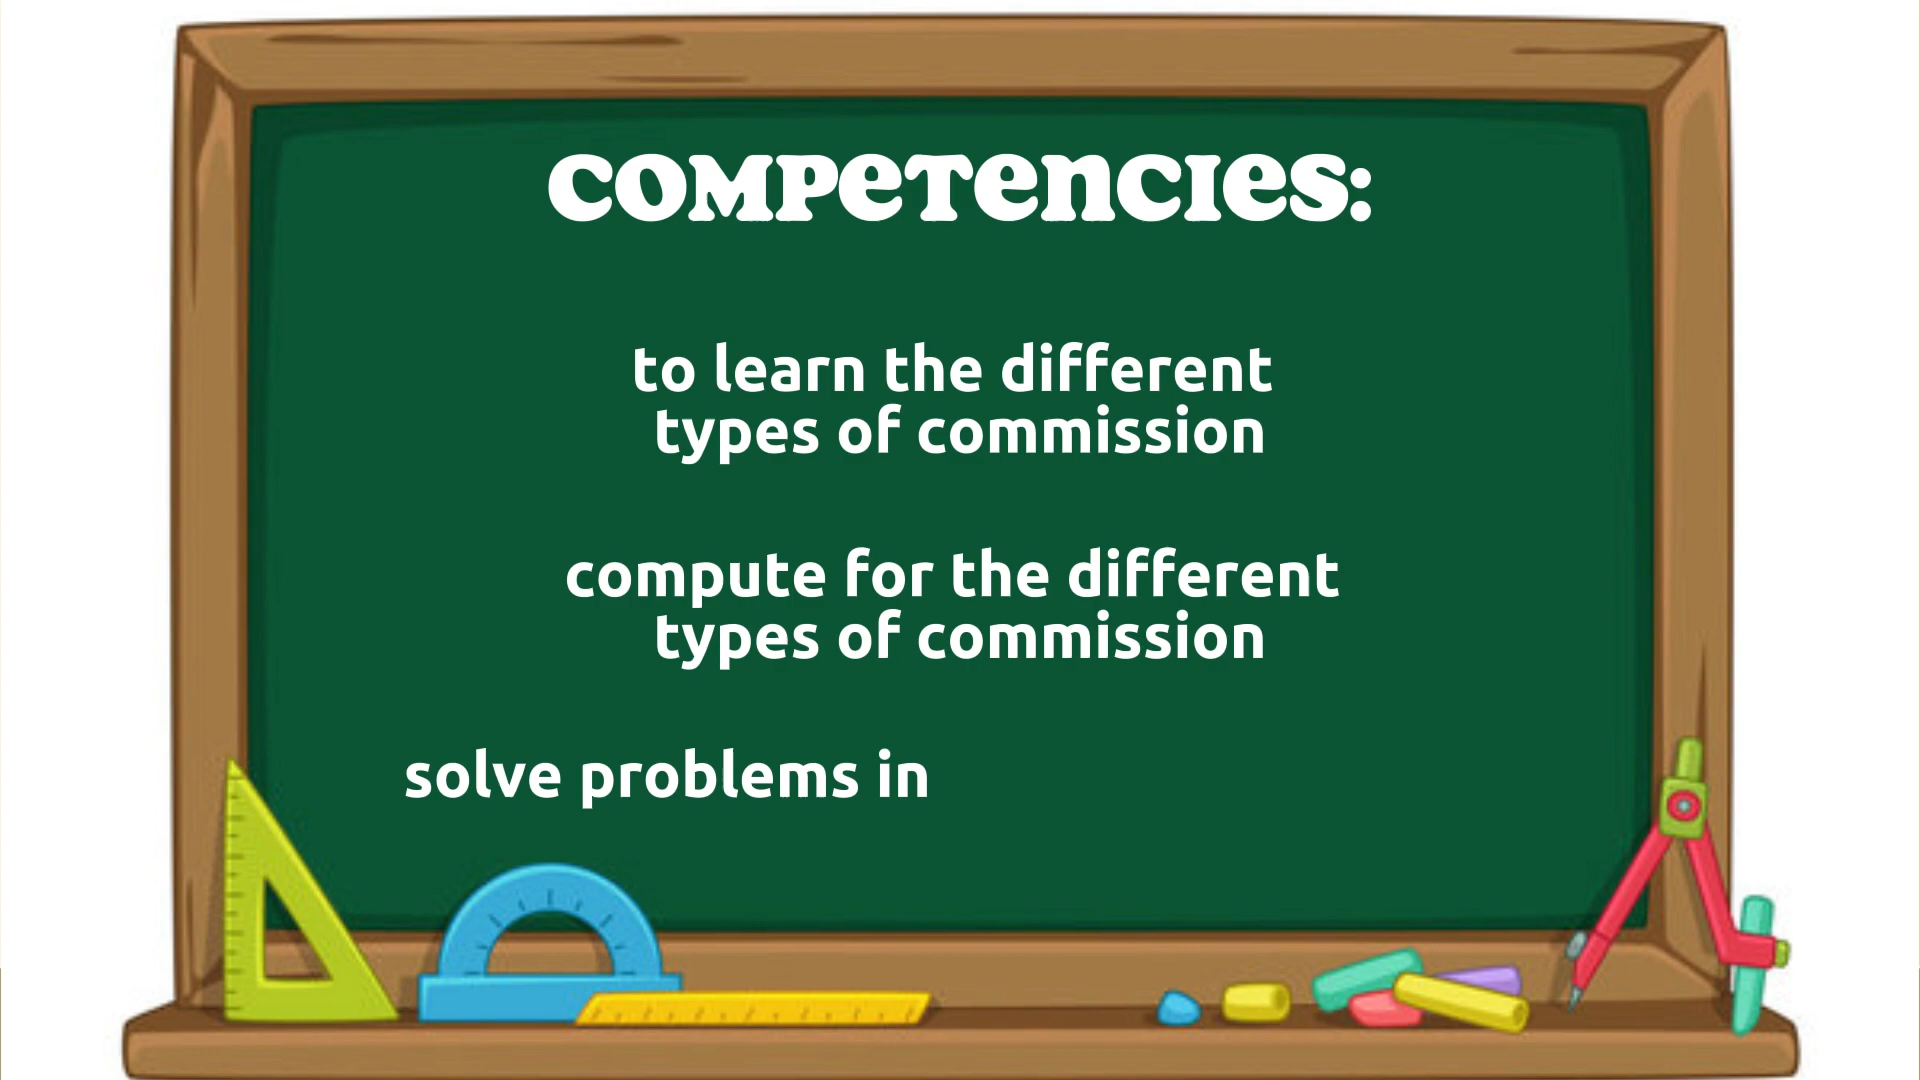 COMPETENCIES:
to learn the different
types of commission
compute for the different
types of commission
solve problems in